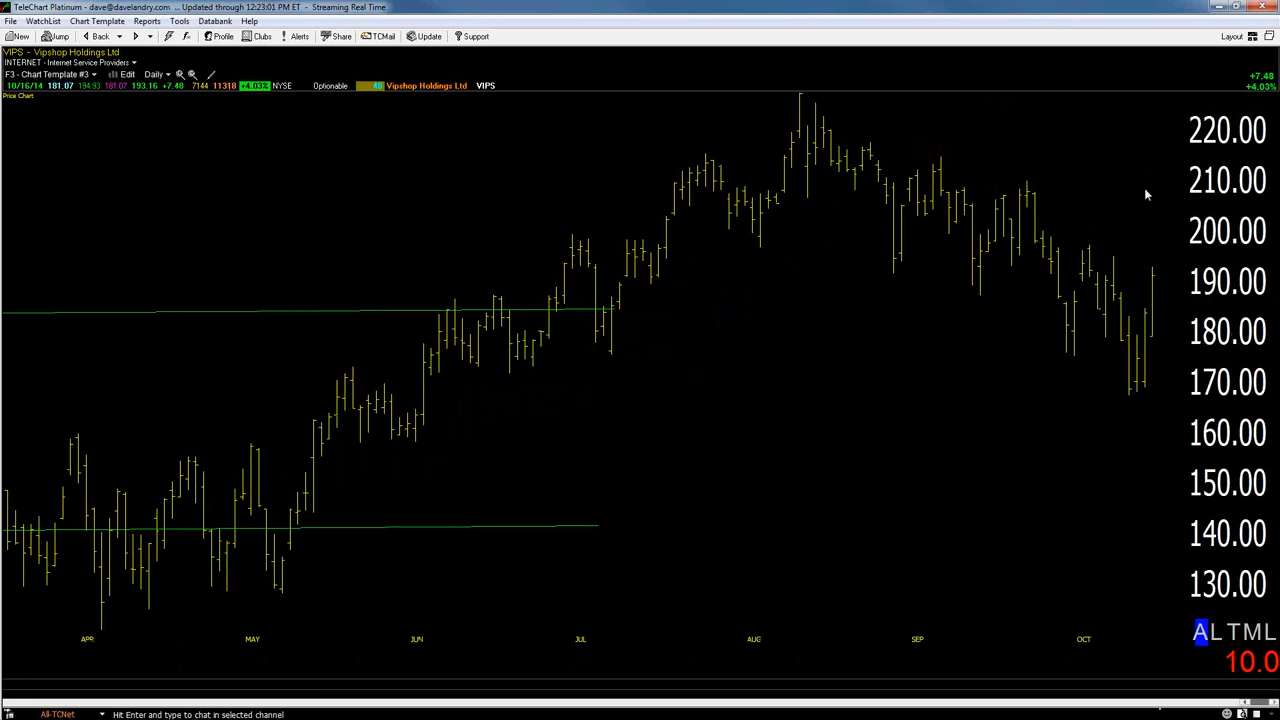 TeleChart Platinum - dave@davelandry.com ... Updated through 12:23:01 PM ET - Streaming Real Time
File WatchList Chart Template Reports Tools Databank Help
New Jump Back Profile Clubs Alerts Share TCMail Update Support Layout
VIPS - Vipshop Holdings Ltd
INTERNET - Internet Service Providers
F3 - Chart Template #3 Edit Daily
+7.48
10/16/14 181.07 194.93 181.07 193.16 +7.48 7144 11318 +4.03% NYSE Optionable 48 Vipshop Holdings Ltd VIPS +4.03%
Price Chart
220.00
210.00
200.00
190.00
180.00
170.00
160.00
150.00
140.00
130.00
ALTML
APR MAY JUN JUL AUG SEP OCT
10.0
All-TCNet Hit Enter and type to chat in selected channel